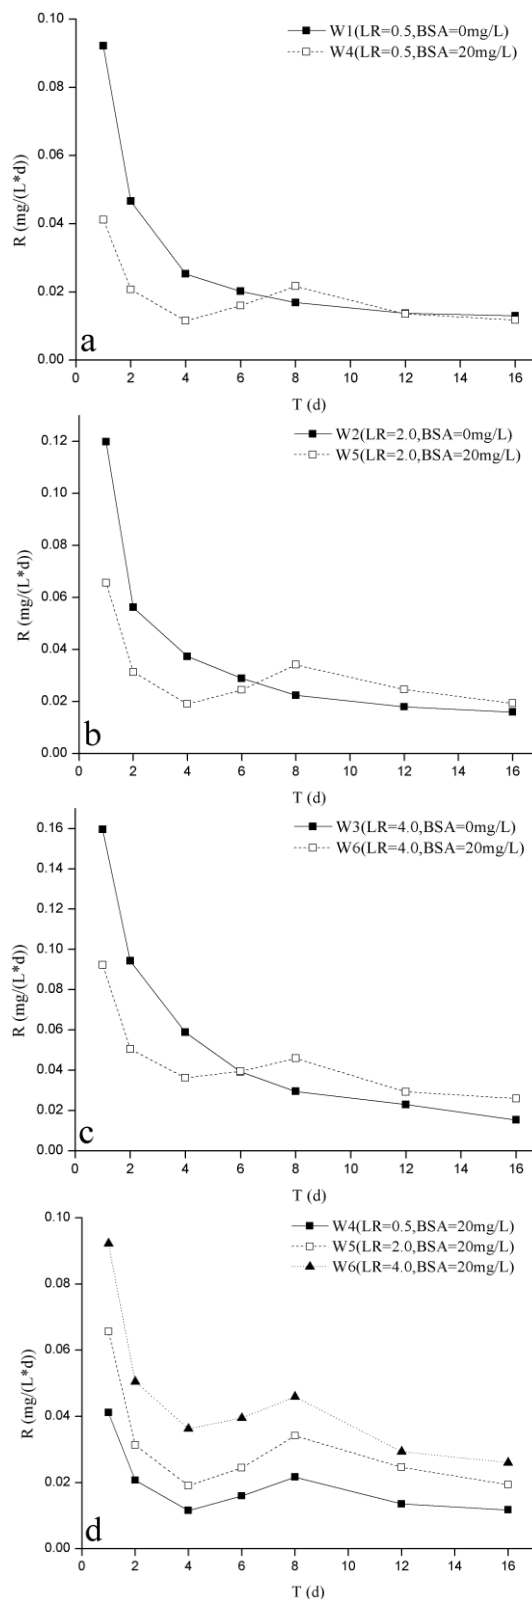 W1(LR=0.5,BSA=0mg/L)
W4(LR=0.5,BSA=20mg/L)
R (mg/(L*d))
0.10
0.08
0.06
0.04
0.02
0.00
a
0 2 4 6 8 10 12 14 16
T (d)
W2(LR=2.0,BSA=0mg/L)
W5(LR=2.0,BSA=20mg/L)
R (mg/(L*d))
0.12
0.10
0.08
0.06
0.04
0.02
0.00
b
0 2 4 6 8 10 12 14 16
T (d)
W3(LR=4.0,BSA=0mg/L)
W6(LR=4.0,BSA=20mg/L)
R (mg/(L*d))
0.16
0.14
0.12
0.10
0.08
0.06
0.04
0.02
0.00
c
0 2 4 6 8 10 12 14 16
T (d)
W4(LR=0.5,BSA=20mg/L)
W5(LR=2.0,BSA=20mg/L)
W6(LR=4.0,BSA=20mg/L)
R (mg/(L*d))
0.10
0.08
0.06
0.04
0.02
0.00
d
0 2 4 6 8 10 12 14 16
T (d)